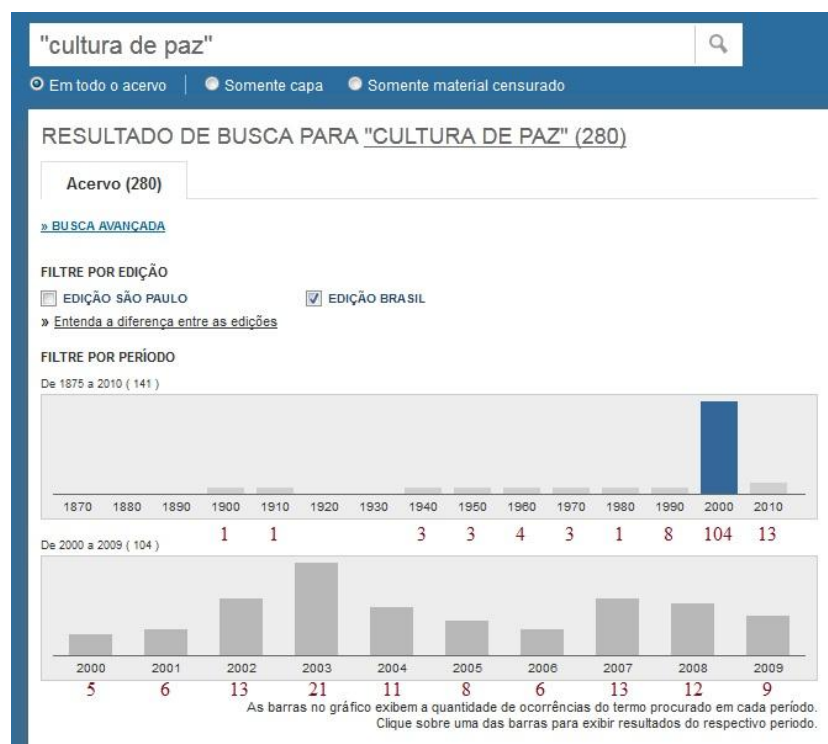 "cultura de paz"
Em todo o acervo Somente capa Somente material censurado
RESULTADO DE BUSCA PARA "CULTURA DE PAZ" (280)
Acervo (280)
» BUSCA AVANÇADA
FILTRE POR EDIÇÃO
EDIÇÃO SÃO PAULO EDIÇÃO BRASIL
» Entenda a diferença entre as edições
FILTRE POR PERÍODO
De 1875 a 2010 ( 141 )
1870 1880 1890 1900 1910 1920 1930 1940 1950 1960 1970 1980 1990 2000 2010
1 1 3 3 4 3 1 8 104 13
De 2000 a 2009 ( 104 )
2000 2001 2002 2003 2004 2005 2006 2007 2008 2009
5 6 13 21 11 8 6 13 12 9
As barras no gráfico exibem a quantidade de ocorrências do termo procurado em cada período.
Clique sobre uma das barras para exibir resultados do respectivo periodo.